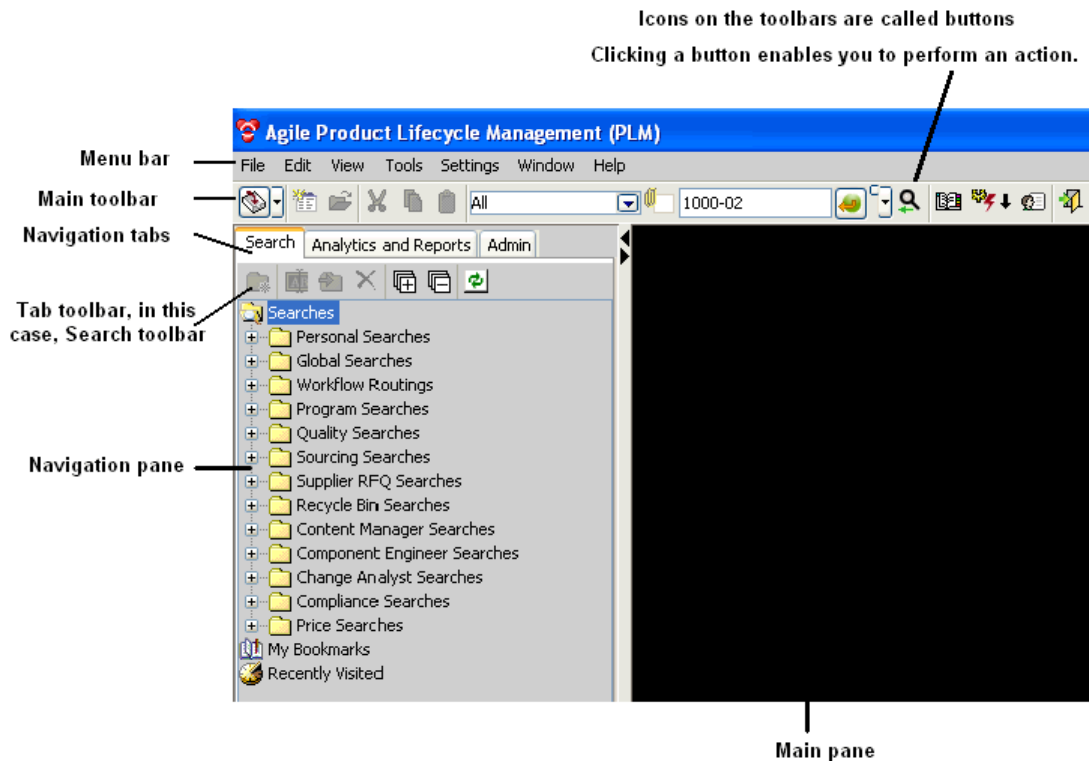 Icons on the toolbars are called buttons
Clicking a button enables you to perform an action.
Agile Product Lifecycle Management (PLM)
Menu bar
File Edit View Tools Settings Window Help
Main toolbar
All
1000-02
Navigation tabs
Search Analytics and Reports Admin
Tab toolbar, in this
case, Search toolbar
Searches
Personal Searches
Global Searches
Workflow Routings
Program Searches
Quality Searches
Sourcing Searches
Navigation pane
Supplier RFQ Searches
Recycle Bin Searches
Content Manager Searches
Component Engineer Searches
Change Analyst Searches
Compliance Searches
Price Searches
My Bookmarks
Recently Visited
Main pane